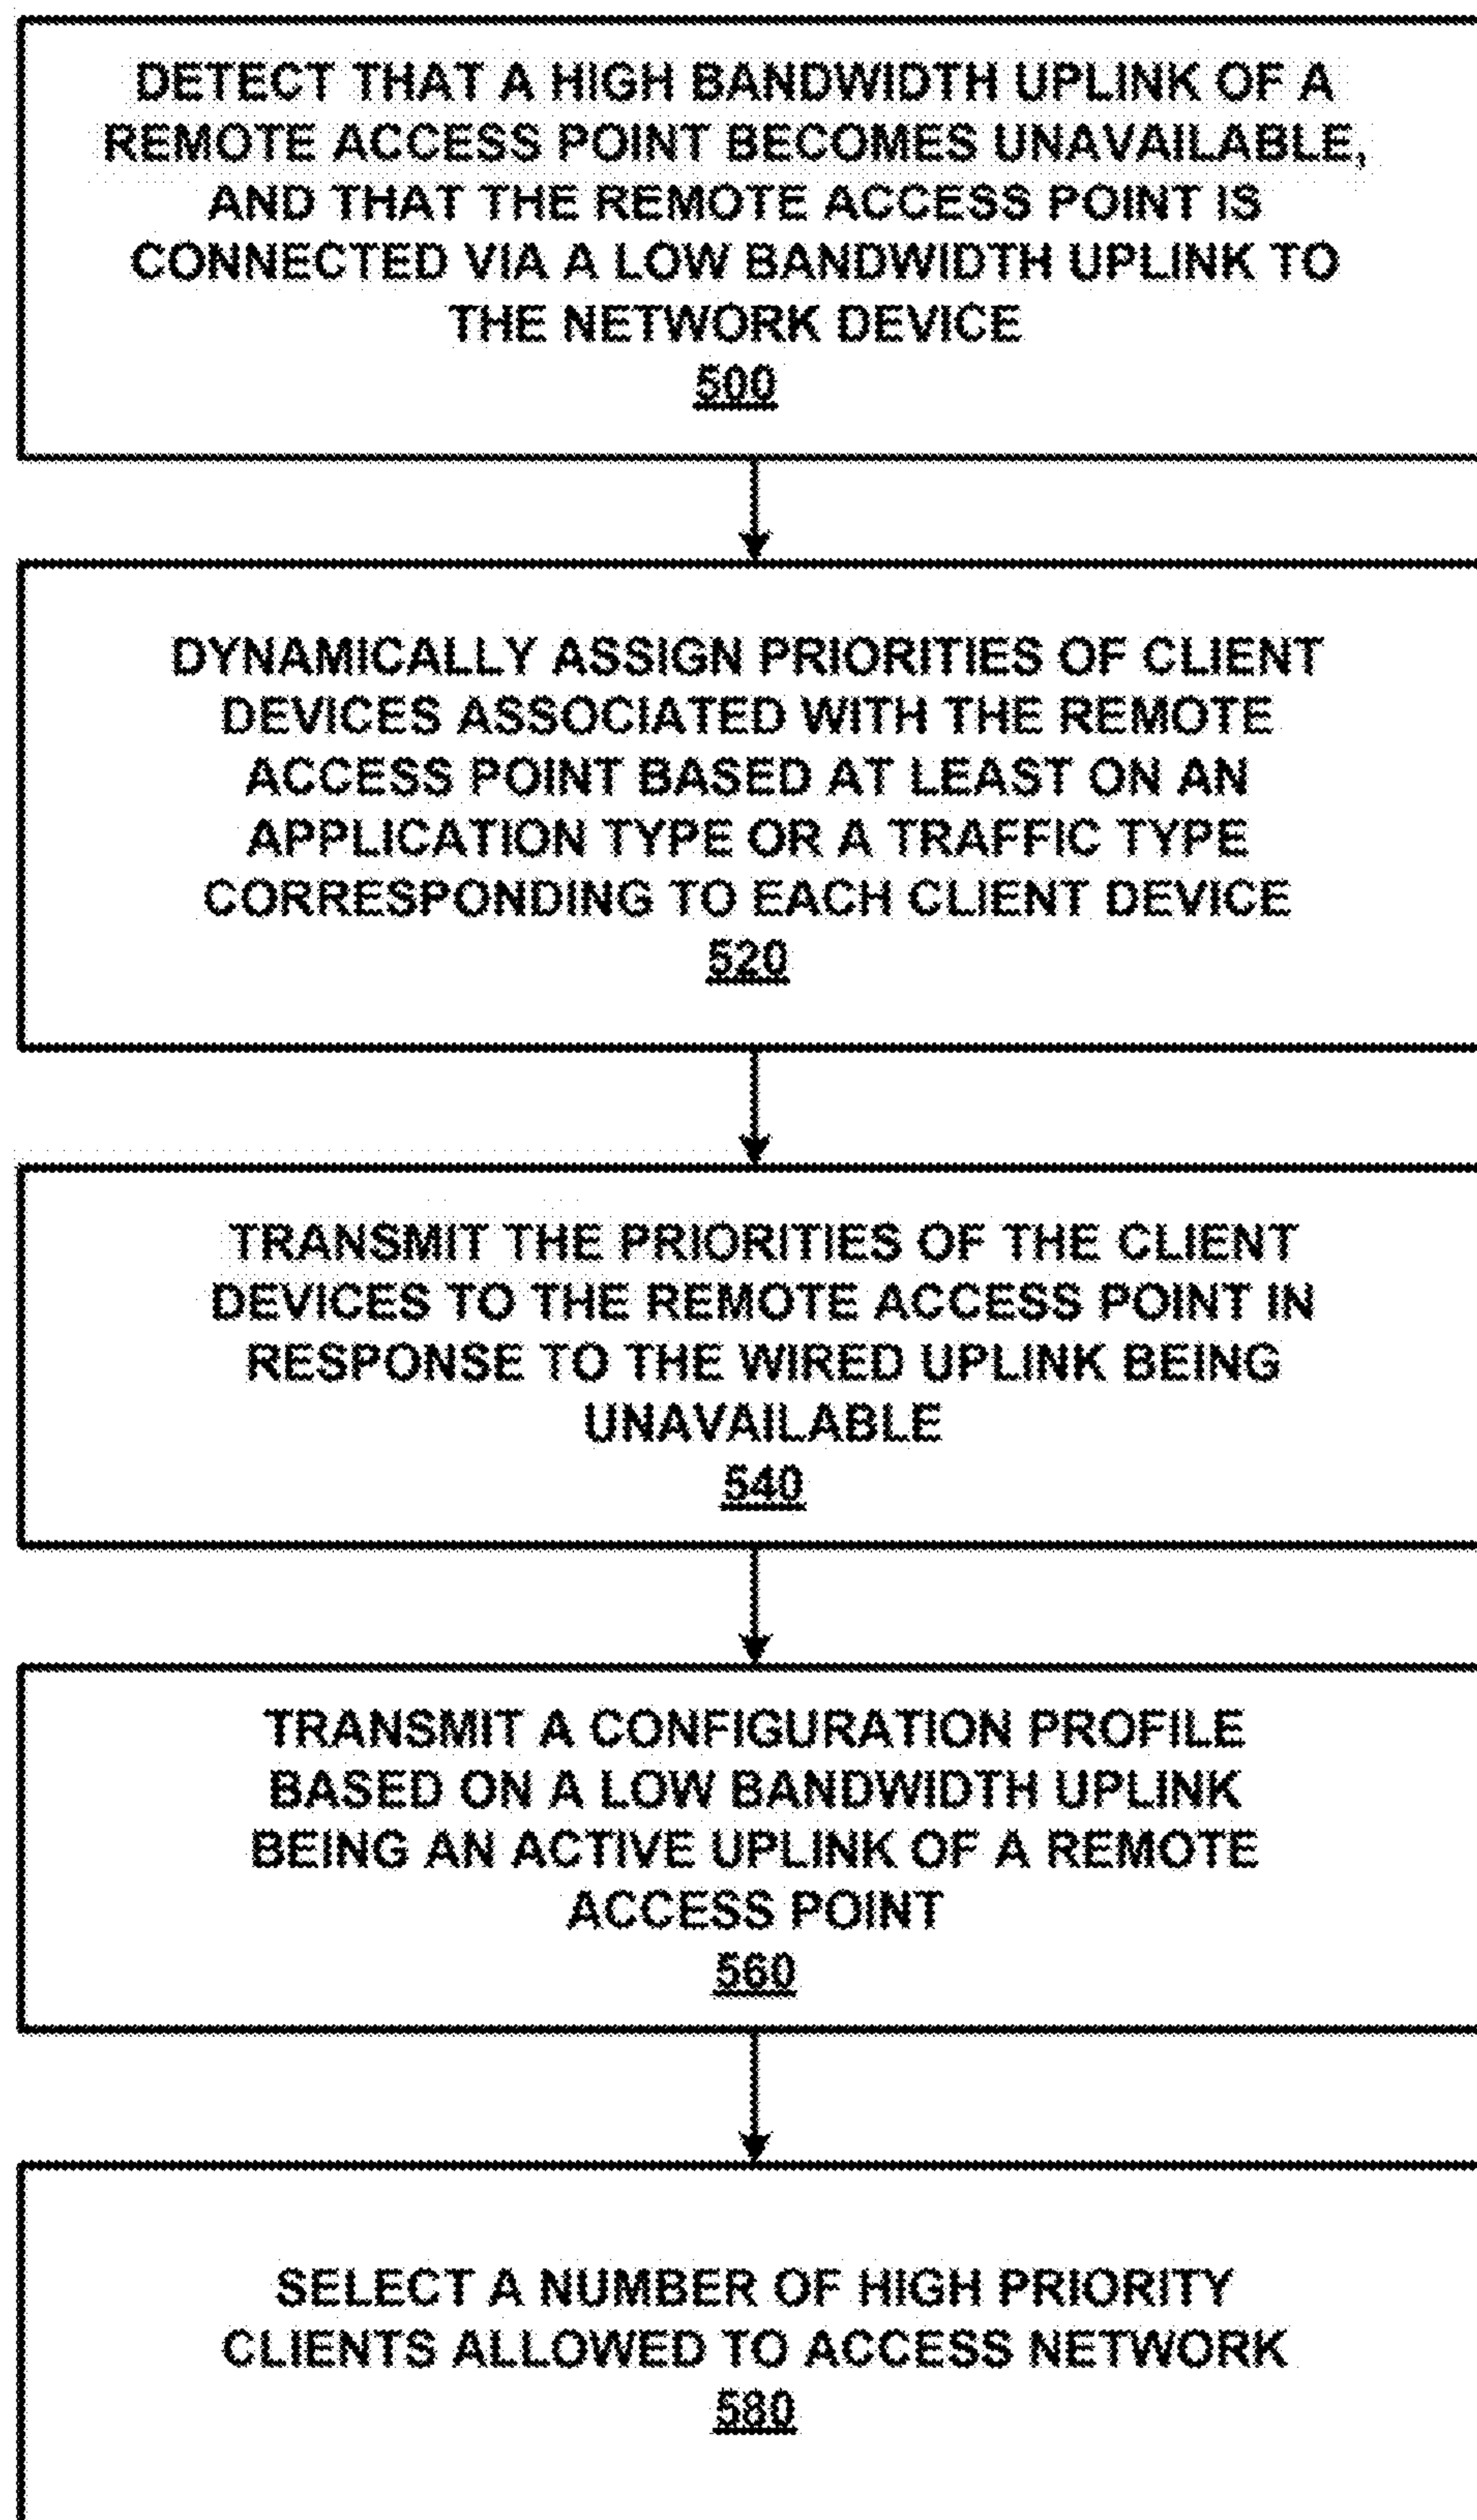 DETECT THAT A HIGH BANDWIDTH UPLINK OF A
REMOTE ACCESS POINT BECOMES UNAVAILABLE,
AND THAT THE REMOTE ACCESS POINT IS
CONNECTED VIA A LOW BANDWIDTH UPLINK TO
THE NETWORK DEVICE
500
DYNAMICALLY ASSIGN PRIORITIES OF CLIENT
DEVICES ASSOCIATED WITH THE REMOTE
ACCESS POINT BASED AT LEAST ON AN
APPLICATION TYPE OR A TRAFFIC TYPE
CORRESPONDING TO EACH CLIENT DEVICE
520
TRANSMIT THE PRIORITIES OF THE CLIENT
DEVICES TO THE REMOTE ACCESS POINT IN
RESPONSE TO THE WIRED UPLINK BEING
UNAVAILABLE
540
TRANSMIT A CONFIGURATION PROFILE
BASED ON A LOW BANDWIDTH UPLINK
BEING AN ACTIVE UPLINK OF A REMOTE
ACCESS POINT
560
SELECT A NUMBER OF HIGH PRIORITY
CLIENTS ALLOWED TO ACCESS NETWORK
580